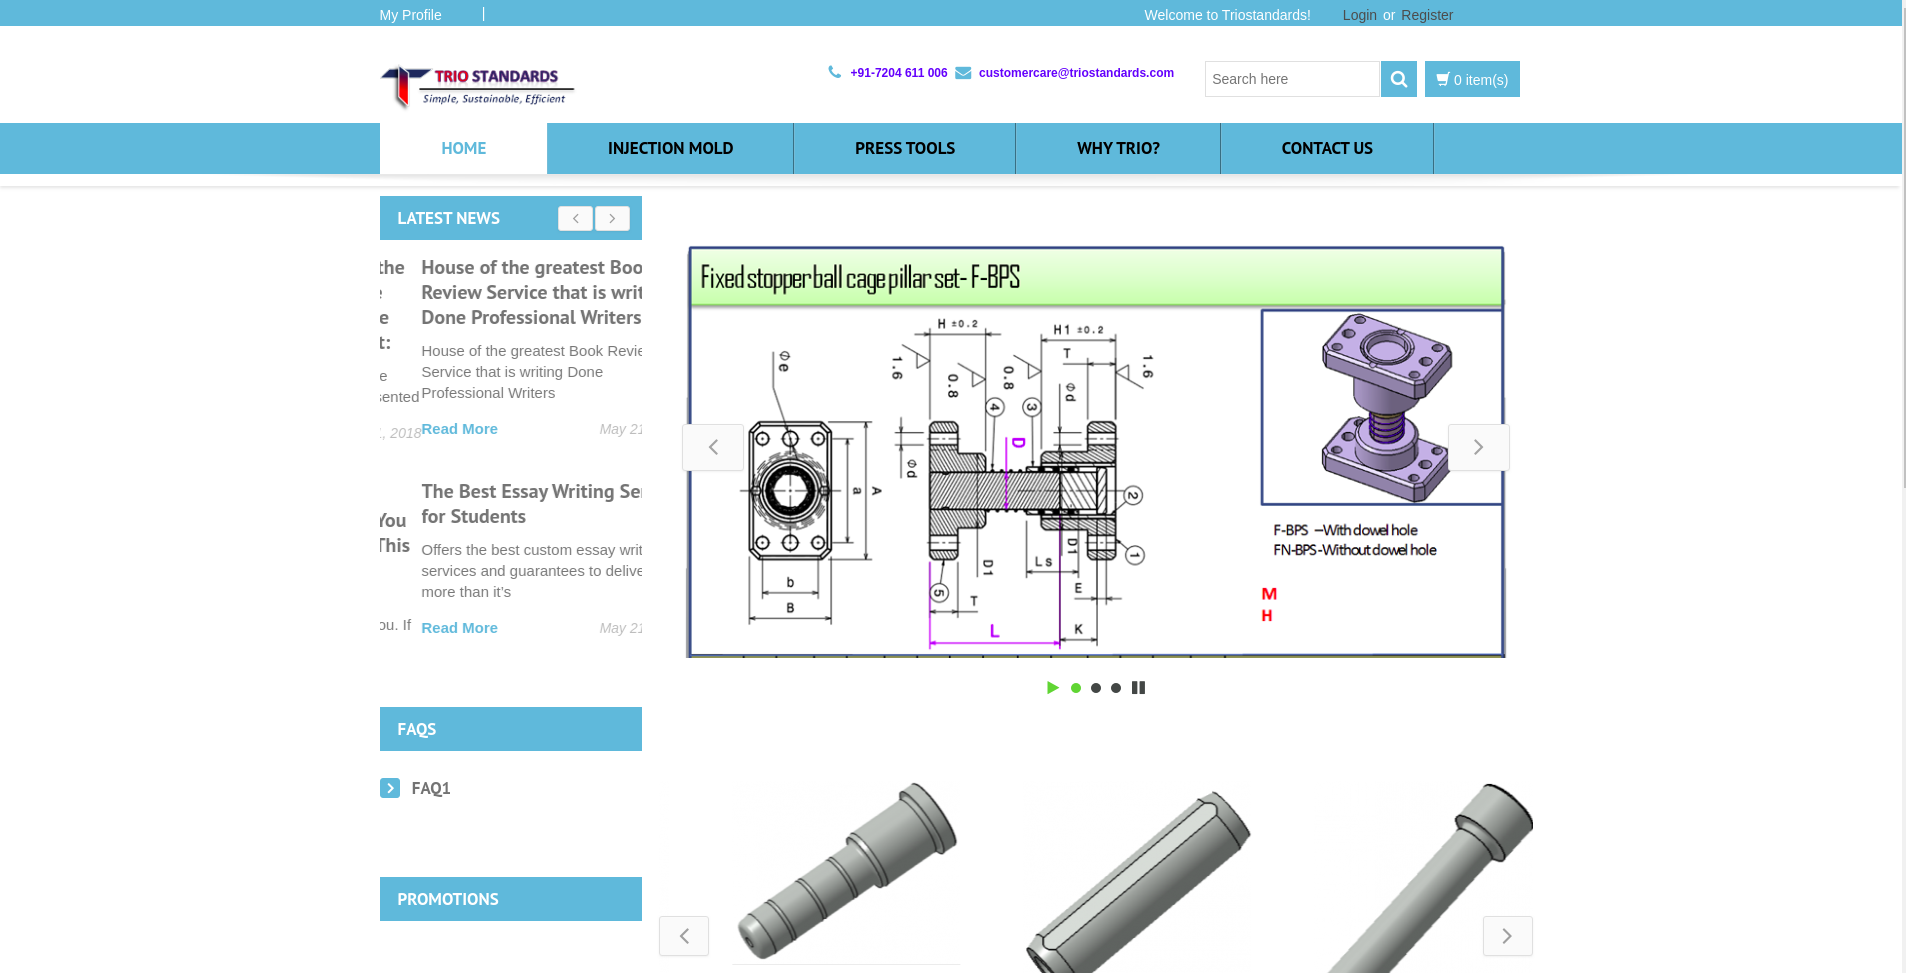 My Profile
Welcome to Triostandards! Login or Register
TRIO STANDARDS
Simple, Sustainable, Efficient
+91-7204 611 006 customercare@triostandards.com
Search here
0 item(s)
HOME INJECTION MOLD PRESS TOOLS WHY TRIO? CONTACT US
LATEST NEWS
the
e
e
t:
e
sented
1, 2018
You
This
ou. If
House of the greatest Boo
Review Service that is writ
Done Professional Writers
House of the greatest Book Revie
Service that is writing Done
Professional Writers
Read More May 21
The Best Essay Writing Se
for Students
Offers the best custom essay writ
services and guarantees to delive
more than it's
Read More May 21
FAQS
FAQ1
PROMOTIONS
Fixed stopper ball cage pillar set- F-BPS
H ±0.2
H1 ±0.2
T
Φe
1.6
0.8
0.8
1.6
Φd
4
3
D
Φd
a
A
2
1
D1
D1
Ls
5
T
E
b
B
L
K
F-BPS –With dowel hole
FN-BPS-Without dowel hole
M
H